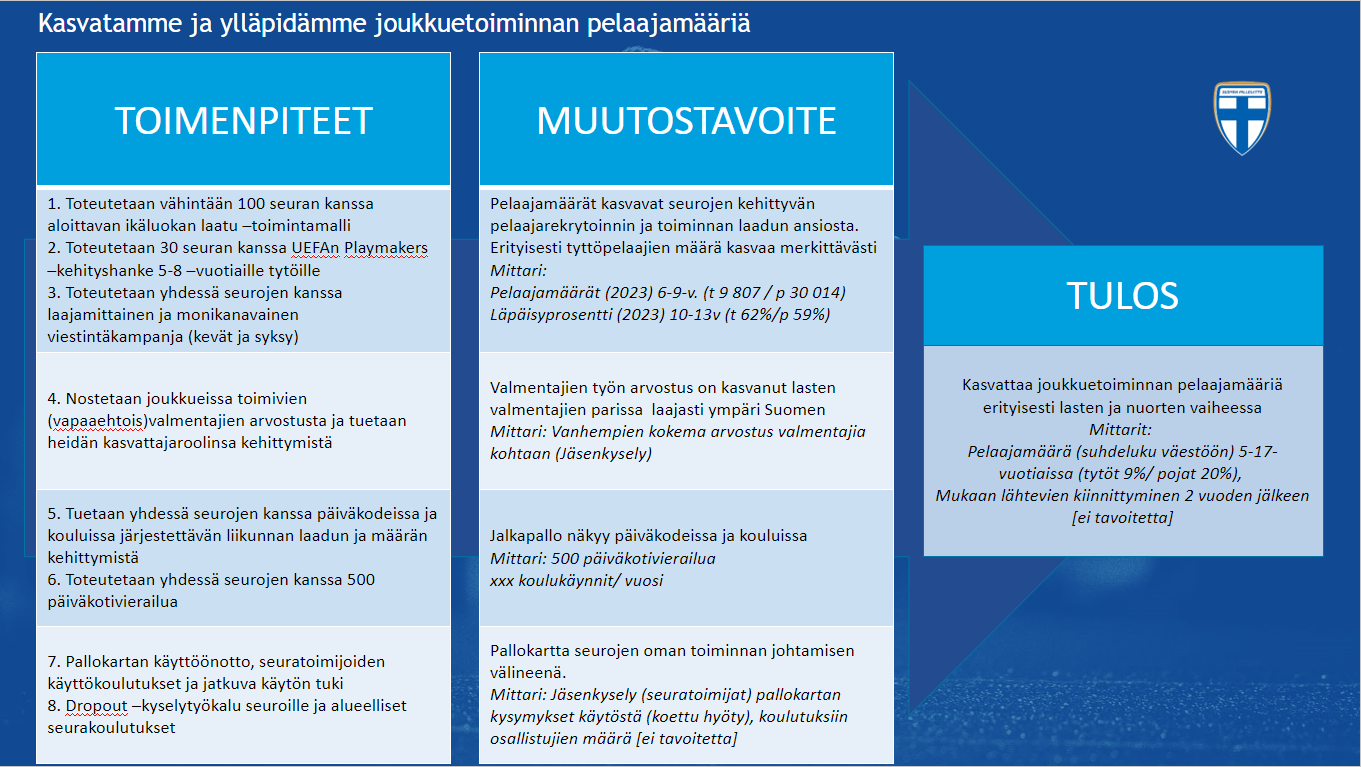 Kasvatamme ja ylläpidämme joukkuetoiminnan pelaajamääriä
TOIMENPITEET
1. Toteutetaan vähintään 100 seuran kanssa
aloittavan ikäluokan laatu –toimintamalli
2. Toteutetaan 30 seuran kanssa UEFAn Playmakers
–kehityshanke 5-8 –vuotiaille tytöille
3. Toteutetaan yhdessä seurojen kanssa
laajamittainen ja monikanavainen
viestintäkampanja (kevät ja syksy)
4. Nostetaan joukkueissa toimivien
(vapaaehtois)valmentajien arvostusta ja tuetaan
heidän kasvattajaroolinsa kehittymistä
5. Tuetaan yhdessä seurojen kanssa päiväkodeissa ja
kouluissa järjestettävän liikunnan laadun ja määrän
kehittymistä
6. Toteutetaan yhdessä seurojen kanssa 500
päiväkotivierailua
7. Pallokartan käyttöönotto, seuratoimijoiden
käyttökoulutukset ja jatkuva käytön tuki
8. Dropout –kyselytyökalu seuroille ja alueelliset
seurakoulutukset
MUUTOSTAVOITE
Pelaajamäärät kasvavat seurojen kehittyvän
pelaajarekrytoinnin ja toiminnan laadun ansiosta.
Erityisesti tyttöpelaajien määrä kasvaa merkittävästi
Mittari:
Pelaajamäärät (2023) 6-9-v. (t 9 807 / p 30 014)
Läpäisyprosentti (2023) 10-13v (t 62%/p 59%)
Valmentajien työn arvostus on kasvanut lasten
valmentajien parissa  laajasti ympäri Suomen
Mittari: Vanhempien kokema arvostus valmentajia
kohtaan (Jäsenkysely)
Jalkapallo näkyy päiväkodeissa ja kouluissa
Mittari: 500 päiväkotivierailua
xxx koulukäynnit/ vuosi
Pallokartta seurojen oman toiminnan johtamisen
välineenä.
Mittari: Jäsenkysely (seuratoimijat) pallokartan
kysymykset käytöstä (koettu hyöty), koulutuksiin
osallistujien määrä [ei tavoitetta]
SUOMEN PALLOLIITTO
TULOS
Kasvattaa joukkuetoiminnan pelaajamääriä
erityisesti lasten ja nuorten vaiheessa
Mittarit:
Pelaajamäärä (suhdeluku väestöön) 5-17-
vuotiaissa (tytöt 9%/ pojat 20%),
Mukaan lähtevien kiinnittyminen 2 vuoden jälkeen
[ei tavoitetta]